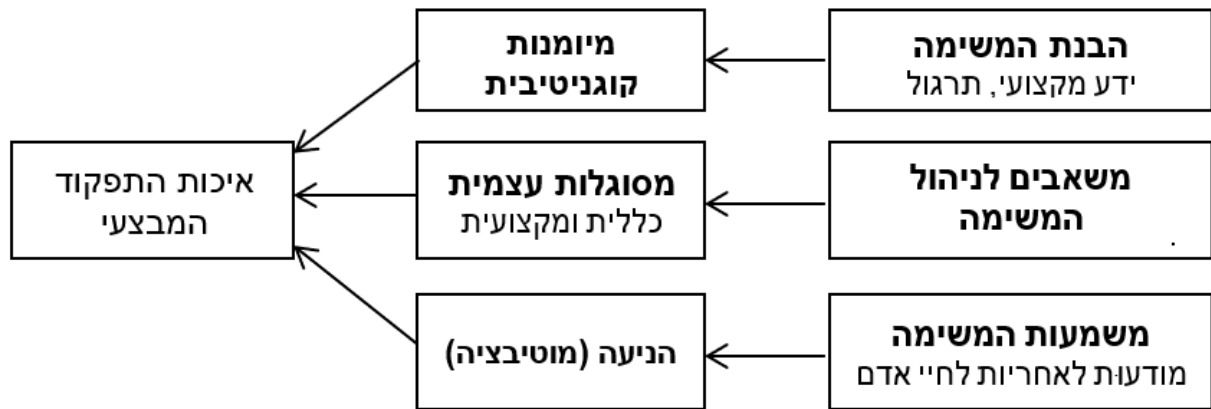 הבנת המשימה
ידע מקצועי, תרגול
מיומנות
קוגניטיבית
משאבים לניהול
המשימה
.
מסוגלות עצמית
כללית ומקצועית
איכות התפקוד
המבצעי
משמעות המשימה
מודעות לאחריות לחיי אדם
הניעה (מוטיבציה)